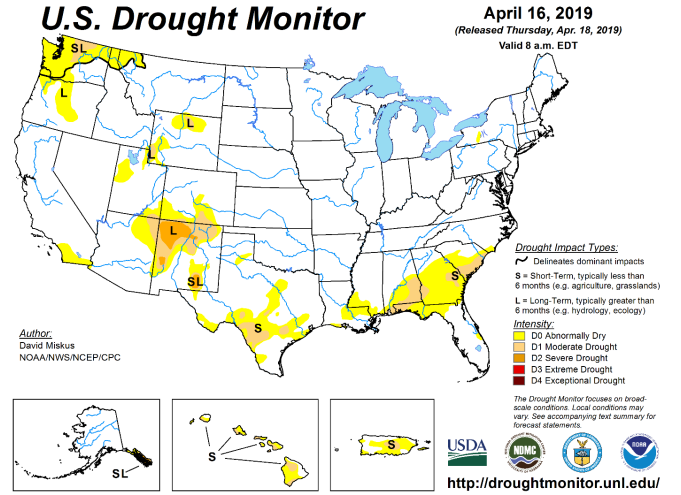 U.S. Drought Monitor
April 16, 2019
(Released Thursday, Apr. 18, 2019)
Valid 8 a.m. EDT
SL
L
L
L
SL
S
S
Drought Impact Types:
Delineates dominant impacts
S = Short-Term, typically less than
6 months (e.g. agriculture, grasslands)
L = Long-Term, typically greater than
6 months (e.g. hydrology, ecology)
Intensity:
D0 Abnormally Dry
D1 Moderate Drought
D2 Severe Drought
D3 Extreme Drought
D4 Exceptional Drought
Author:
David Miskus
NOAA/NWS/NCEP/CPC
The Drought Monitor focuses on broad-
scale conditions. Local conditions may
vary. See accompanying text summary for
forecast statements.
SL
S
S
USDA
NDMC
NOAA
http://droughtmonitor.unl.edu/